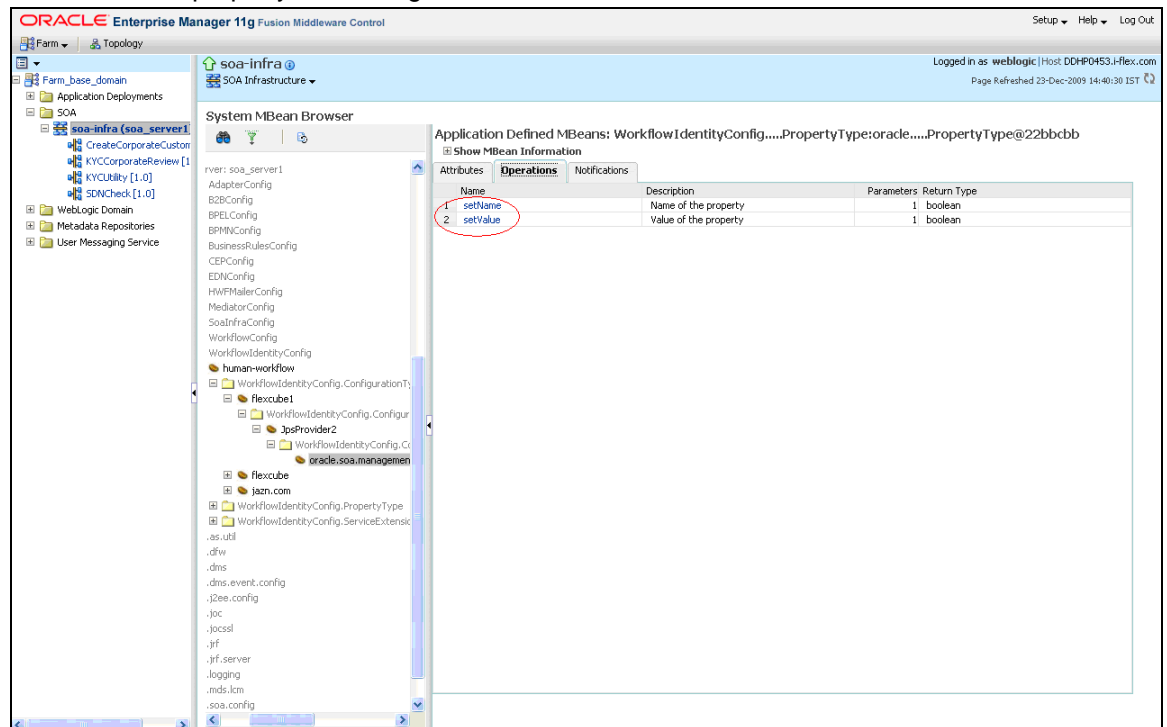 ORACLE Enterprise Manager 11g Fusion Middleware Control
Setup Help Log Out
Farm Topology
Farm_base_domain
Application Deployments
SOA
soa-infra (soa_server1
CreateCorporateCustom
KYCCorporateReview [1
KYCUtility [1.0]
SDNCheck [1.0]
WebLogic Domain
Metadata Repositories
User Messaging Service
soa-infra
SOA Infrastructure
Logged in as weblogic|Host DDHP0453.i-flex.com
Page Refreshed 23-Dec-2009 14:40:30 IST
System MBean Browser
rver: soa_server1
AdapterConfig
B2BConfig
BPELConfig
BPMNConfig
BusinessRulesConfig
CEPConfig
EDNConfig
HWFMailerConfig
MediatorConfig
SoaInfraConfig
WorkflowConfig
WorkflowIdentityConfig
human-workflow
WorkflowIdentityConfig.ConfigurationTy
flexcube1
WorkflowIdentityConfig.Configur
JpsProvider2
WorkflowIdentityConfig.Co
oracle.soa.managemen
flexcube
jazn.com
WorkflowIdentityConfig.PropertyType
WorkflowIdentityConfig.ServiceExtensic
.as.util
.dfw
.dms
.dms.event.config
.j2ee.config
.joc
.jocssl
.jrf
.jrf.server
.logging
.mds.lcm
.soa.config
Application Defined MBeans: WorkflowIdentityConfig.....PropertyType:oracle.....PropertyType@22bbcbb
Show MBean Information
Attributes Operations Notifications
Name Description Parameters Return Type
1 setName Name of the property 1 boolean
2 setValue Value of the property 1 boolean